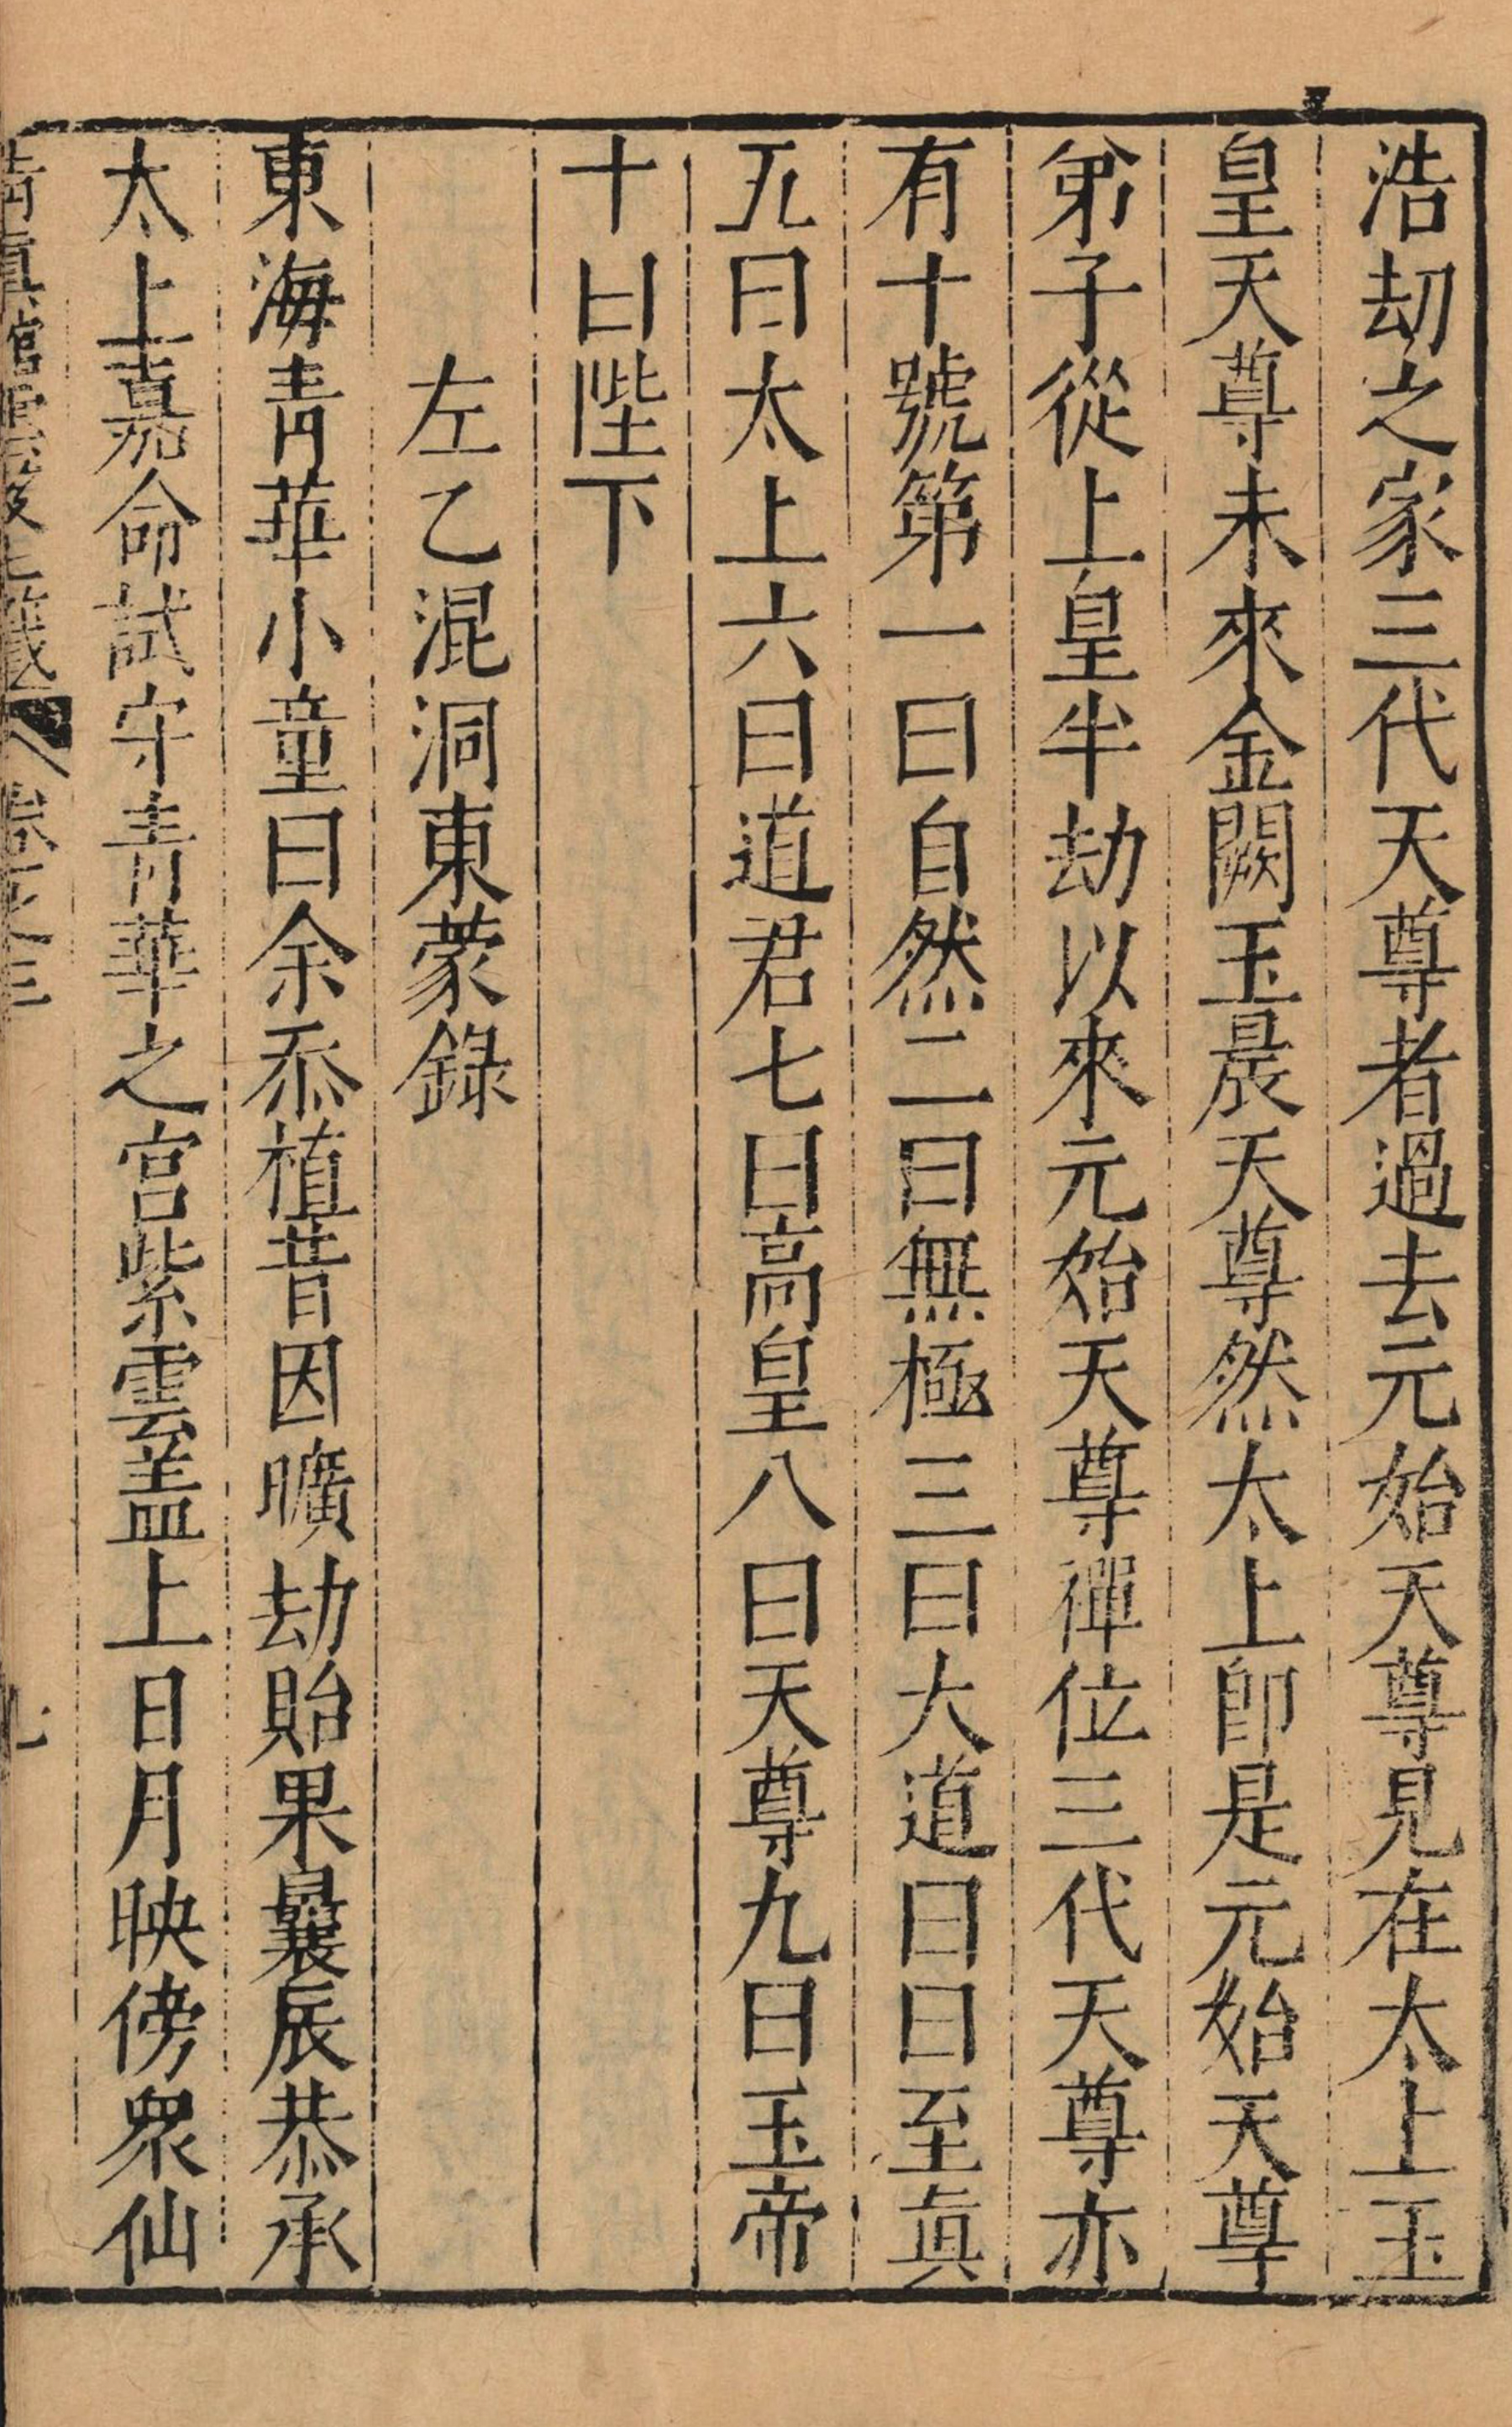 浩刧之家三代天尊者過去元始天尊見在太上玉
皇天尊未來金闕玉晨天尊然太上卽是元始天尊
弟子從上皇半劫以來元始天尊禪位三代天尊亦
有十號第一曰自然二曰無極三曰大道曰曰至眞
五曰太上六曰道君七曰高皇八曰天尊九曰玉帝
十曰陛下
左乙混洞東蒙錄
東海青華小童曰余忝植昔因曠劫貽果曩辰恭承
太上嘉命試守青華之宮紫雲蓋上日月映傍衆仙
卷之三